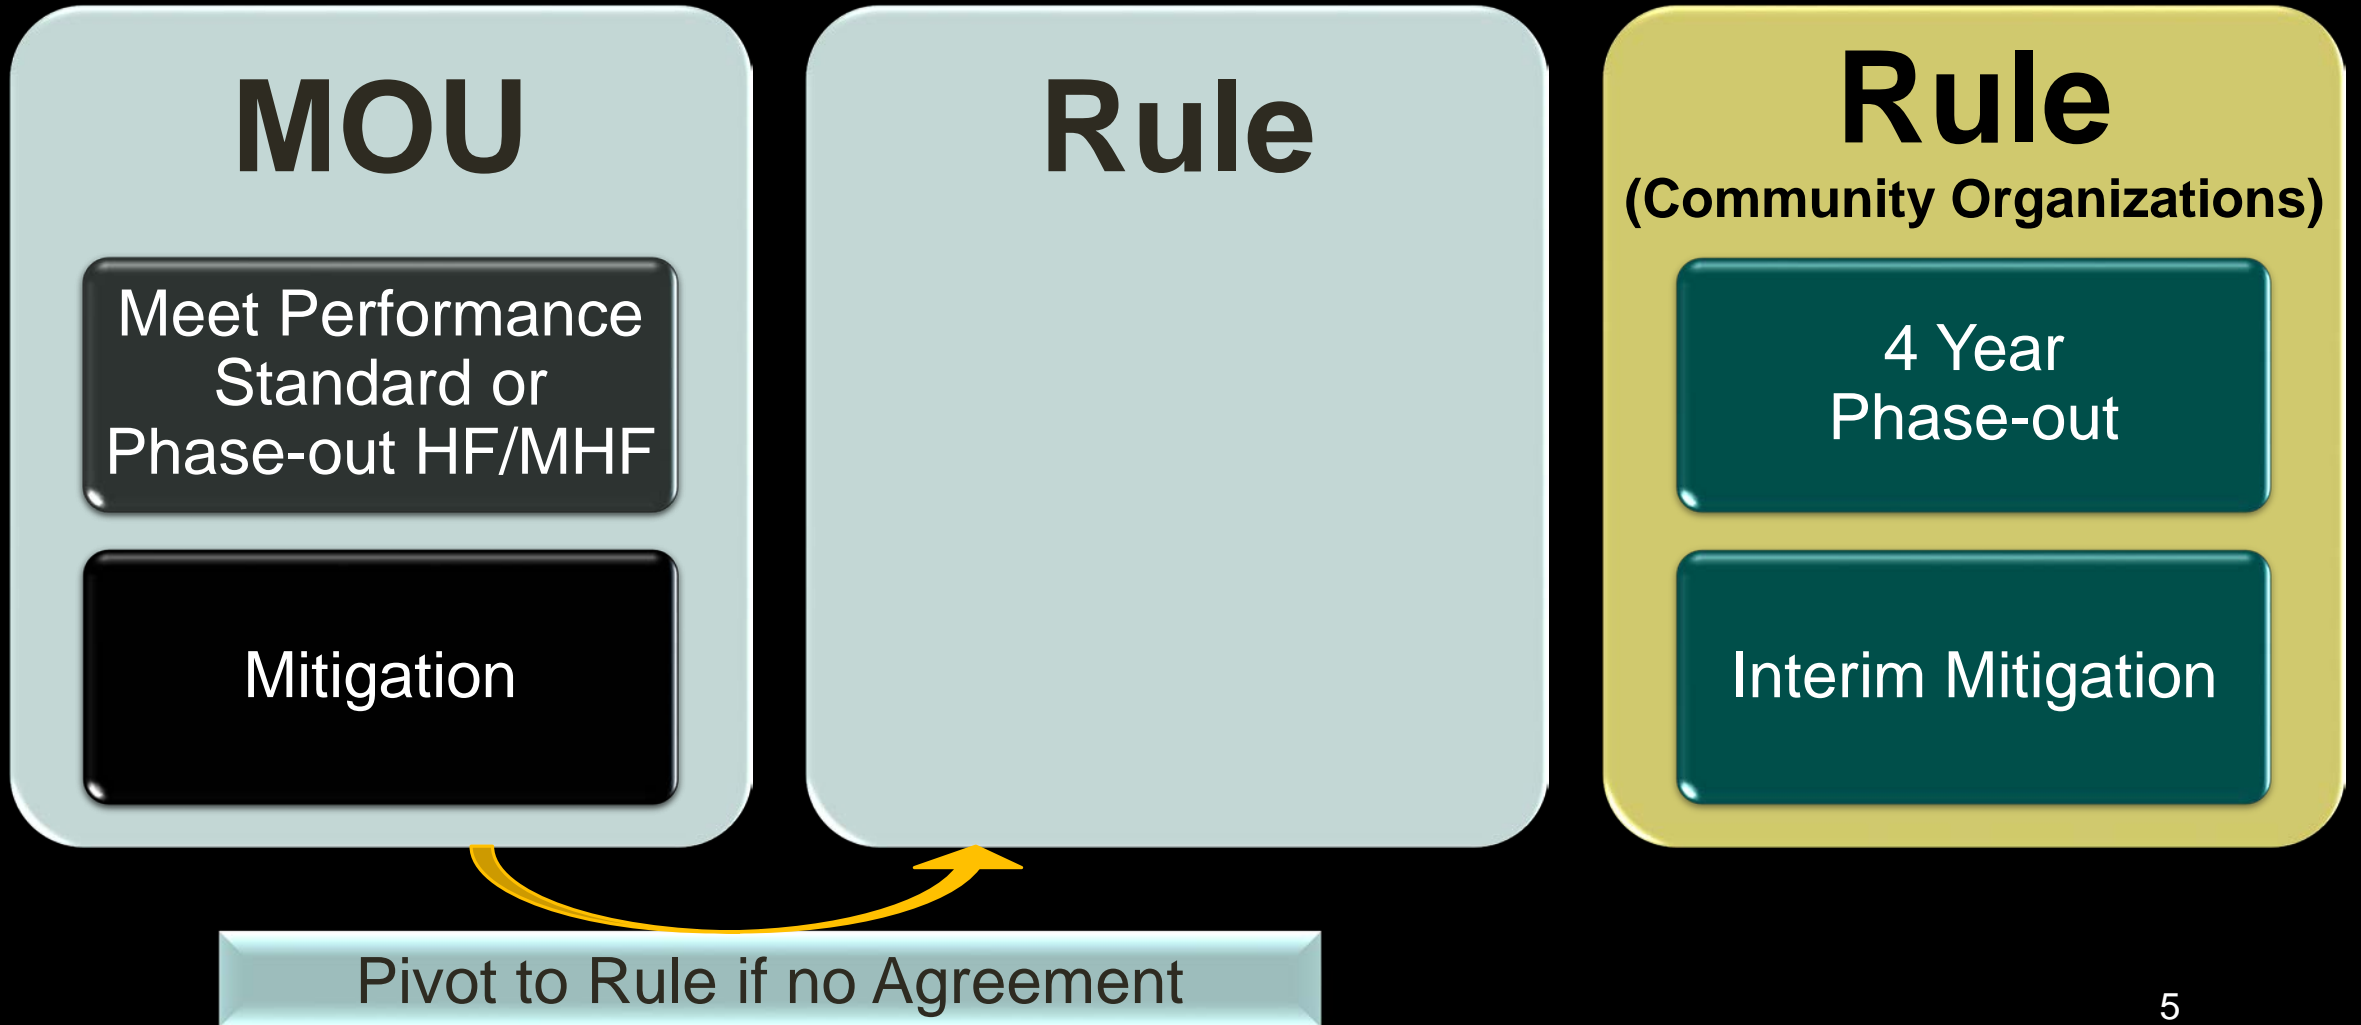 MOU
Meet Performance
Standard or
Phase-out HF/MHF
Mitigation
Rule
Rule
(Community Organizations)
4 Year
Phase-out
Interim Mitigation
Pivot to Rule if no Agreement
5